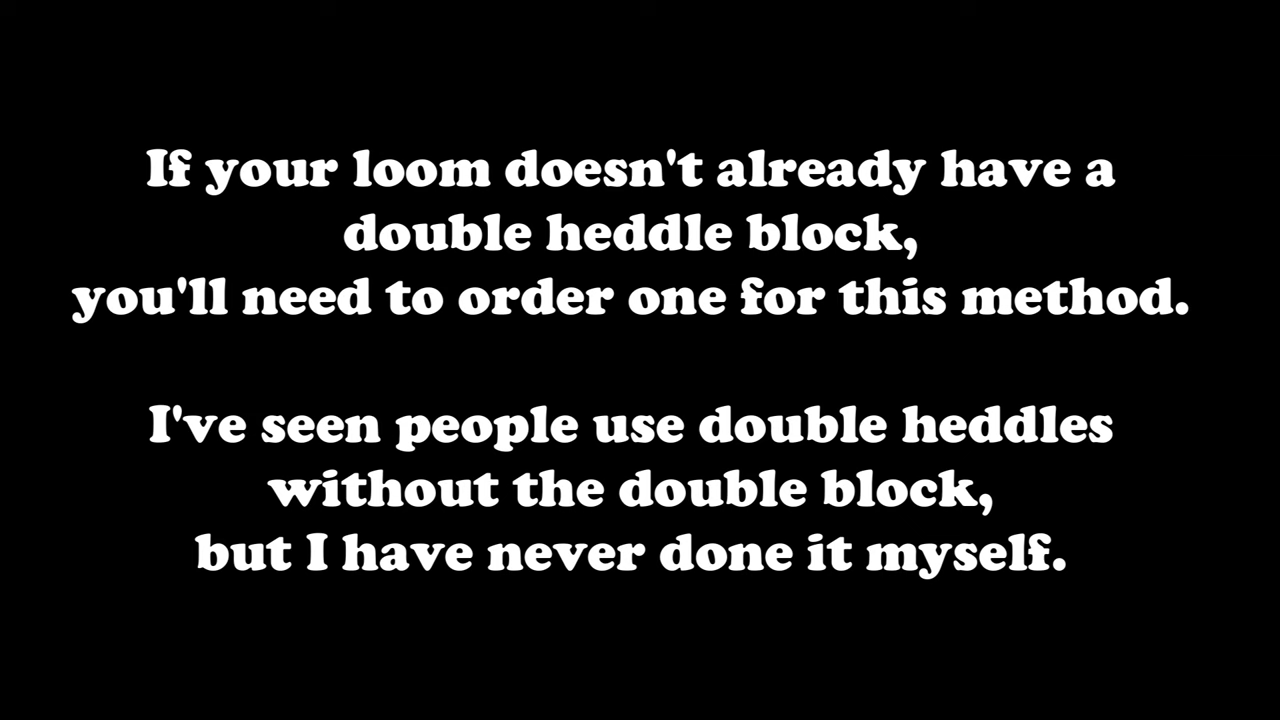 If your loom doesn't already have a
double heddle block,
you'll need to order one for this method.
I've seen people use double heddles
without the double block,
but I have never done it myself.